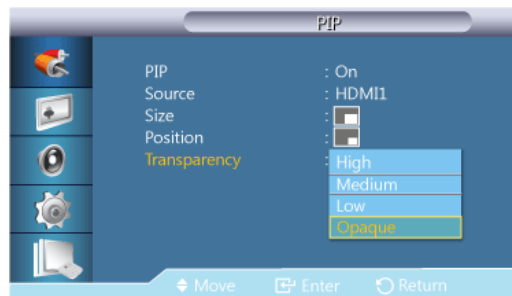 PIP
PIP : On
Source : HDMI1
Size :
Position :
Transparency :
High
Medium
Low
Opaque
Move Enter Return